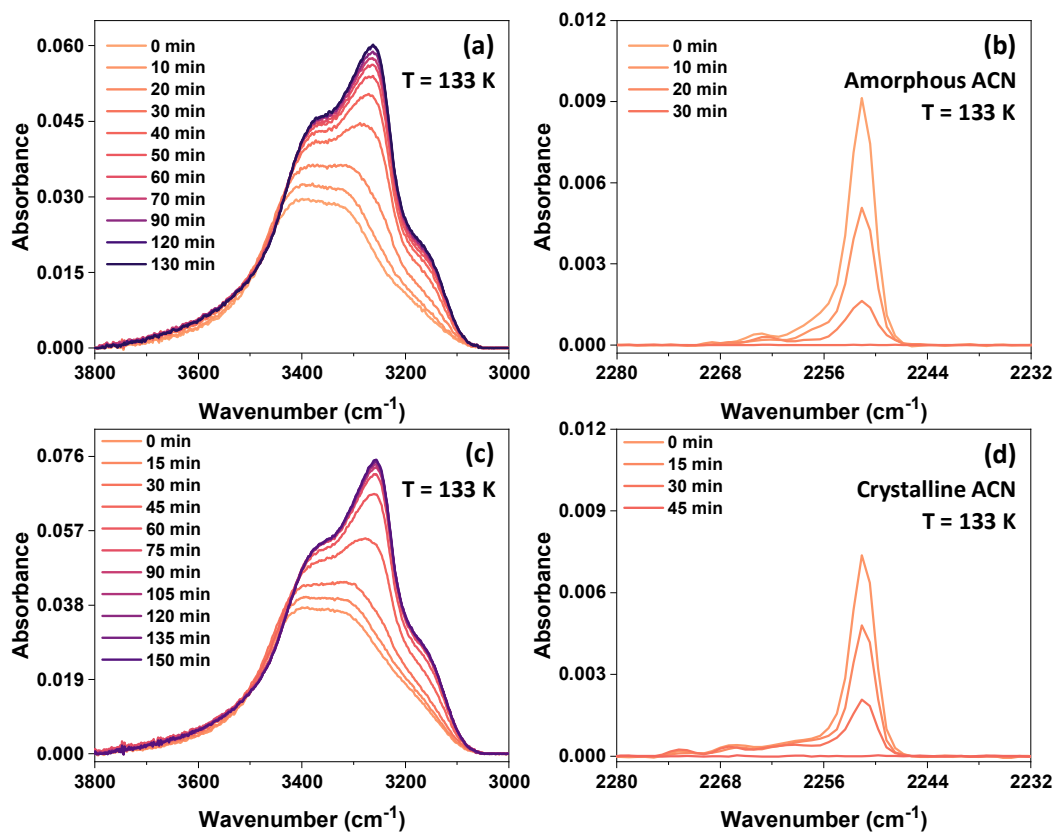 (a)
T = 133 K
0 min
10 min
20 min
30 min
40 min
50 min
60 min
70 min
90 min
120 min
130 min
0.060
0.045
0.030
0.015
0.000
Absorbance
3800 3600 3400 3200 3000
Wavenumber (cm⁻¹)
(b)
Amorphous ACN
T = 133 K
0 min
10 min
20 min
30 min
0.012
0.009
0.006
0.003
0.000
Absorbance
2280 2268 2256 2244 2232
Wavenumber (cm⁻¹)
(c)
T = 133 K
0 min
15 min
30 min
45 min
60 min
75 min
90 min
105 min
120 min
135 min
150 min
0.076
0.057
0.038
0.019
0.000
Absorbance
3800 3600 3400 3200 3000
Wavenumber (cm⁻¹)
(d)
Crystalline ACN
T = 133 K
0 min
15 min
30 min
45 min
0.012
0.009
0.006
0.003
0.000
Absorbance
2280 2268 2256 2244 2232
Wavenumber (cm⁻¹)